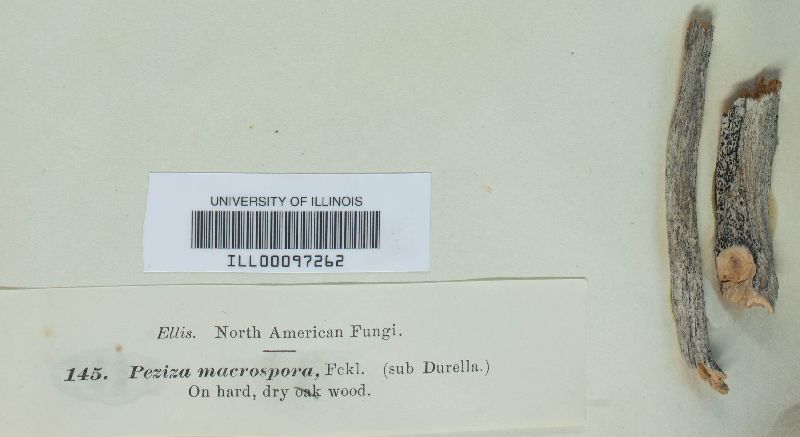 UNIVERSITY OF ILLINOIS
ILL00097262
Ellis. North American Fungi.
145. Peziza macrospora, Fckl. (sub Durella.)
On hard, dry oak wood.